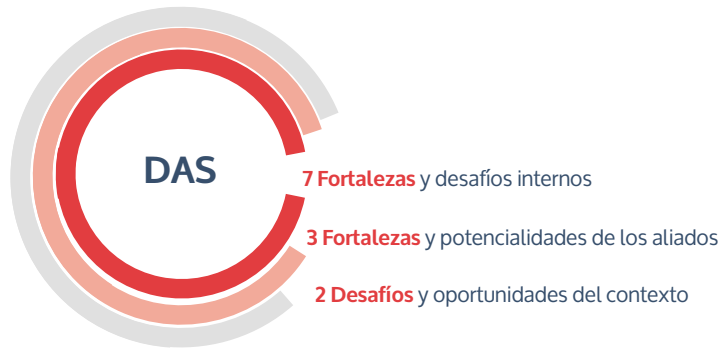 DAS
7 Fortalezas y desafíos internos
3 Fortalezas y potencialidades de los aliados
2 Desafíos y oportunidades del contexto